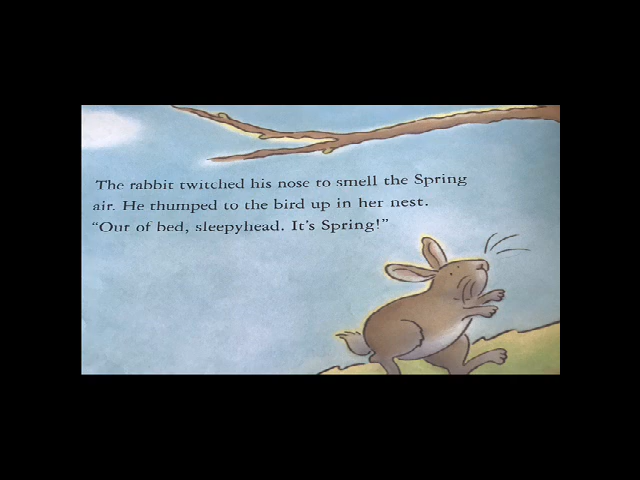 The rabbit twitched his nose to smell the Spring
air. He thumped to the bird up in her nest.
“Out of bed, sleepyhead. It’s Spring!”